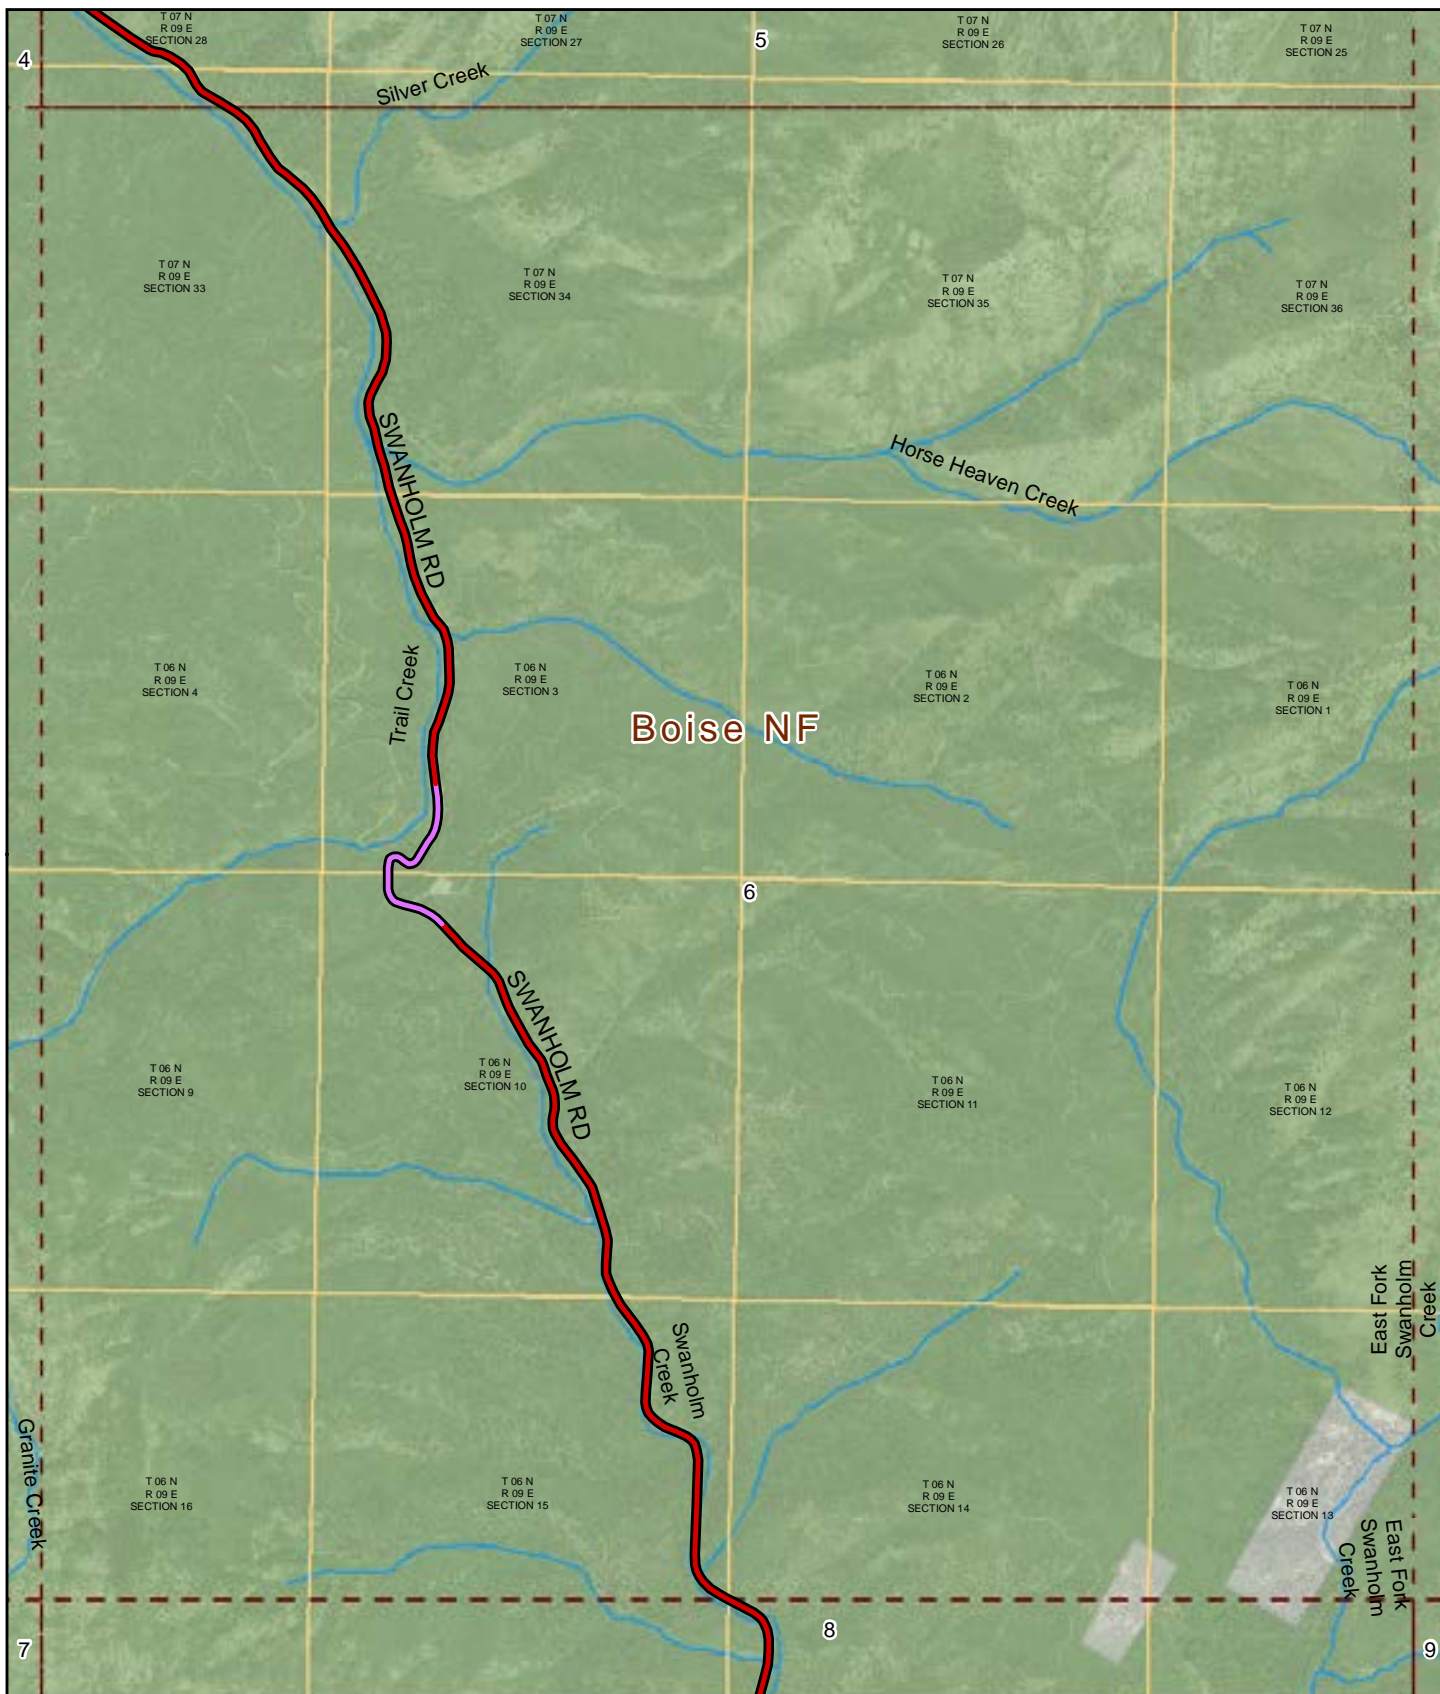 T 07 N
R 09 E
SECTION 28
T 07 N
R 09 E
SECTION 27
5
T 07 N
R 09 E
SECTION 26
T 07 N
R 09 E
SECTION 25
4
Silver Creek
T 07 N
R 09 E
SECTION 33
T 07 N
R 09 E
SECTION 34
T 07 N
R 09 E
SECTION 35
T 07 N
R 09 E
SECTION 36
SWANHOLM RD
Horse Heaven Creek
Trail Creek
T 06 N
R 09 E
SECTION 4
T 06 N
R 09 E
SECTION 3
T 06 N
R 09 E
SECTION 2
T 06 N
R 09 E
SECTION 1
Boise NF
6
SWANHOLM RD
T 06 N
R 09 E
SECTION 9
T 06 N
R 09 E
SECTION 10
T 06 N
R 09 E
SECTION 11
T 06 N
R 09 E
SECTION 12
East Fork
Swanholm
Creek
Swanholm
Creek
Granite Creek
T 06 N
R 09 E
SECTION 16
T 06 N
R 09 E
SECTION 15
T 06 N
R 09 E
SECTION 14
T 06 N
R 09 E
SECTION 13
East Fork
Swanholm
Creek
7
8
9